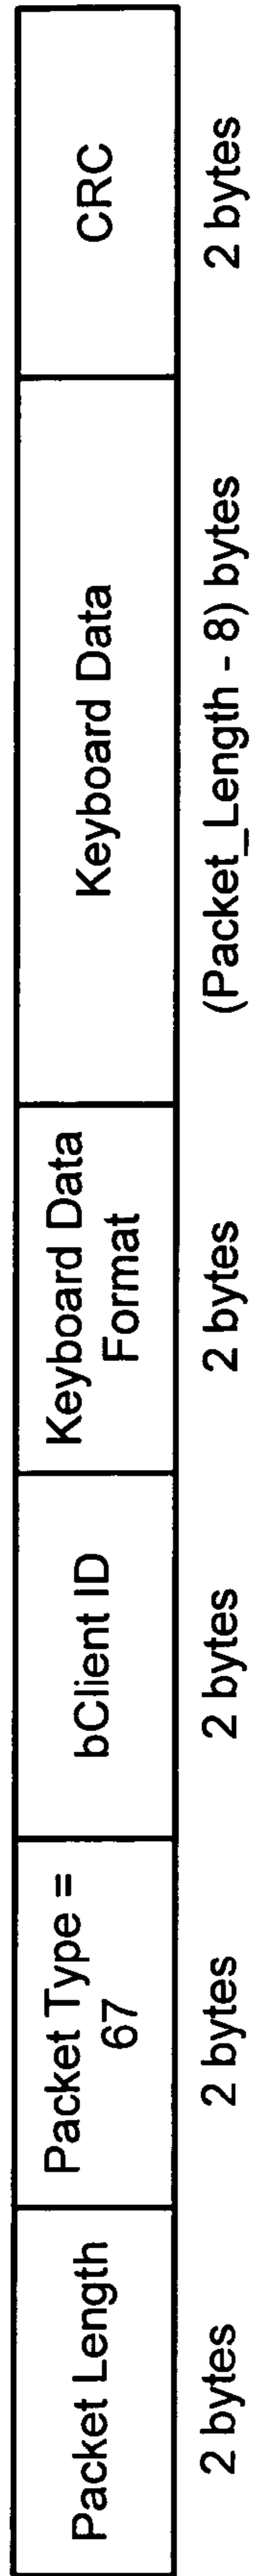 Packet Length
Packet Type =
67
bClient ID
Keyboard Data
Format
Keyboard Data
CRC
2 bytes
2 bytes
2 bytes
2 bytes
(Packet_Length - 8) bytes
2 bytes